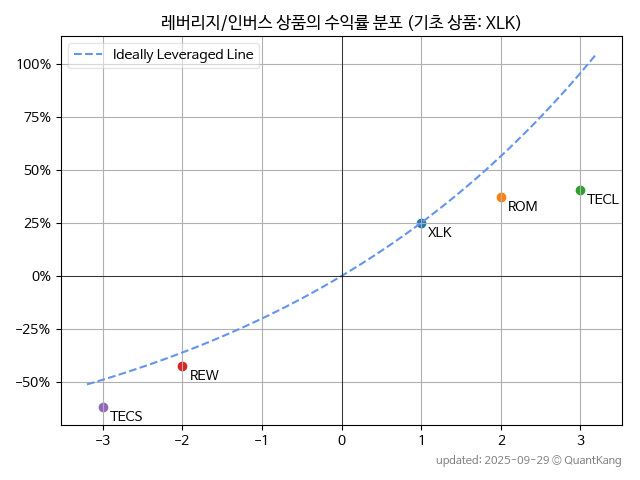 레버리지/인버스 상품의 수익률 분포 (기초 상품: XLK)
Ideally Leveraged Line
100%
75%
50%
25%
0%
−25%
−50%
TECL
ROM
XLK
REW
TECS
−3 −2 −1 0 1 2 3
updated: 2025-09-29 © QuantKang